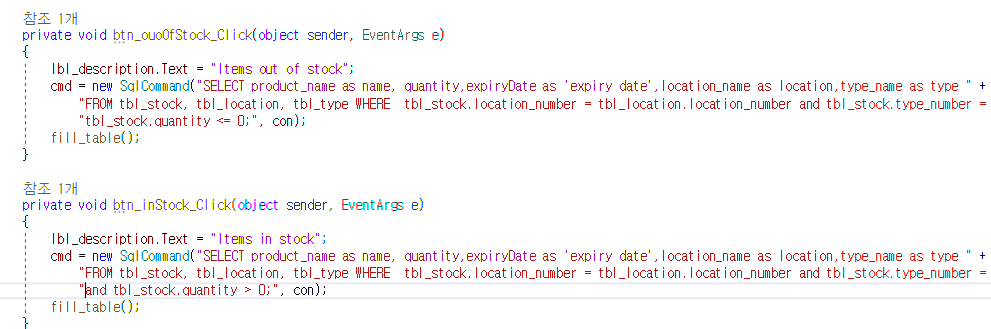 참조 1개
private void btn_ouoOfStock_Click(object sender, EventArgs e)
{
lbl_description.Text = "Items out of stock";
cmd = new SqlCommand("SELECT product_name as name, quantity,expiryDate as 'expiry date',location_name as location,type_name as type " +
"FROM tbl_stock, tbl_location, tbl_type WHERE  tbl_stock.location_number = tbl_location.location_number and tbl_stock.type_number =
"tbl_stock.quantity <= 0;", con);
fill_table();
}
참조 1개
private void btn_inStock_Click(object sender, EventArgs e)
{
lbl_description.Text = "Items in stock";
cmd = new SqlCommand("SELECT product_name as name, quantity,expiryDate as 'expiry date',location_name as location,type_name as type " +
"FROM tbl_stock, tbl_location, tbl_type WHERE  tbl_stock.location_number = tbl_location.location_number and tbl_stock.type_number =
"and tbl_stock.quantity > 0;", con);
fill_table();
}